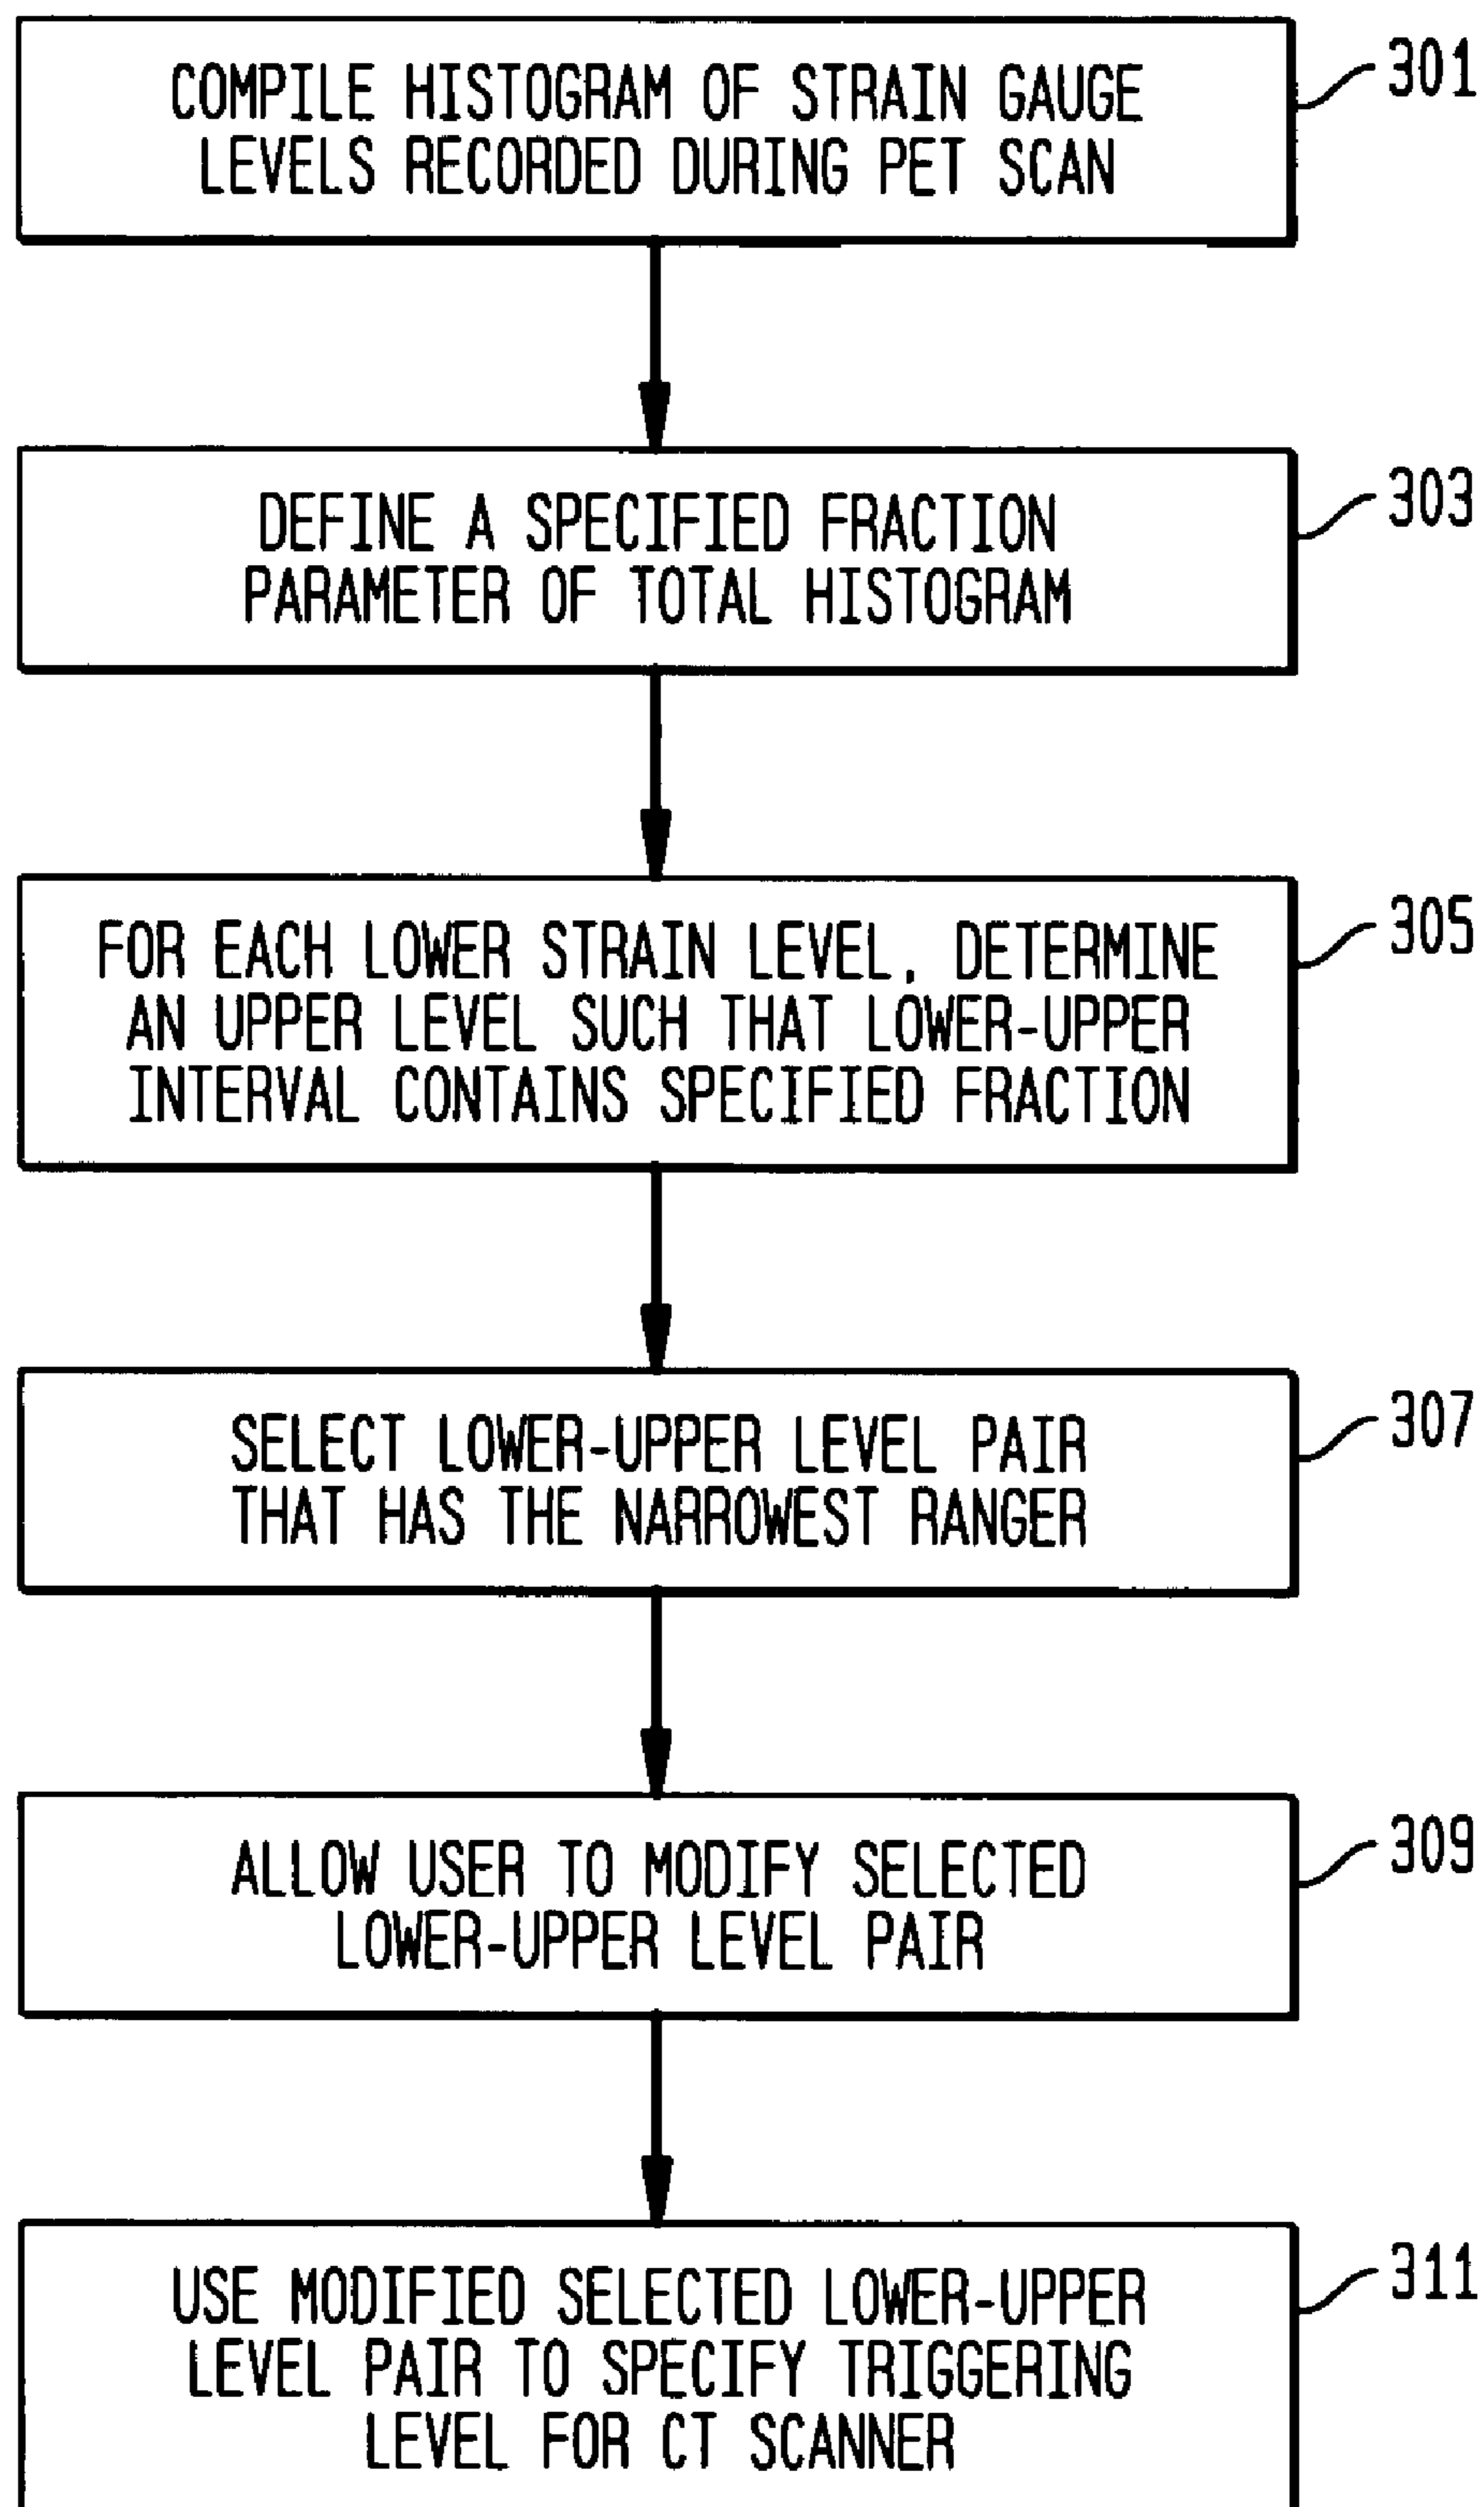 COMPILE HISTOGRAM OF STRAIN GAUGE
LEVELS RECORDED DURING PET SCAN
301
DEFINE A SPECIFIED FRACTION
PARAMETER OF TOTAL HISTOGRAM
303
FOR EACH LOWER STRAIN LEVEL, DETERMINE
AN UPPER LEVEL SUCH THAT LOWER-UPPER
INTERVAL CONTAINS SPECIFIED FRACTION
305
SELECT LOWER-UPPER LEVEL PAIR
THAT HAS THE NARROWEST RANGER
307
ALLOW USER TO MODIFY SELECTED
LOWER-UPPER LEVEL PAIR
309
USE MODIFIED SELECTED LOWER-UPPER
LEVEL PAIR TO SPECIFY TRIGGERING
LEVEL FOR CT SCANNER
311